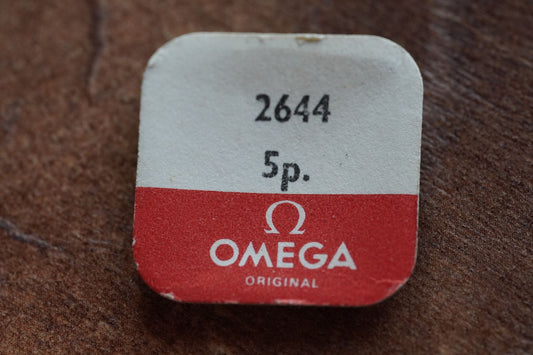 2644
5p.
Ω
OMEGA
ORIGINAL